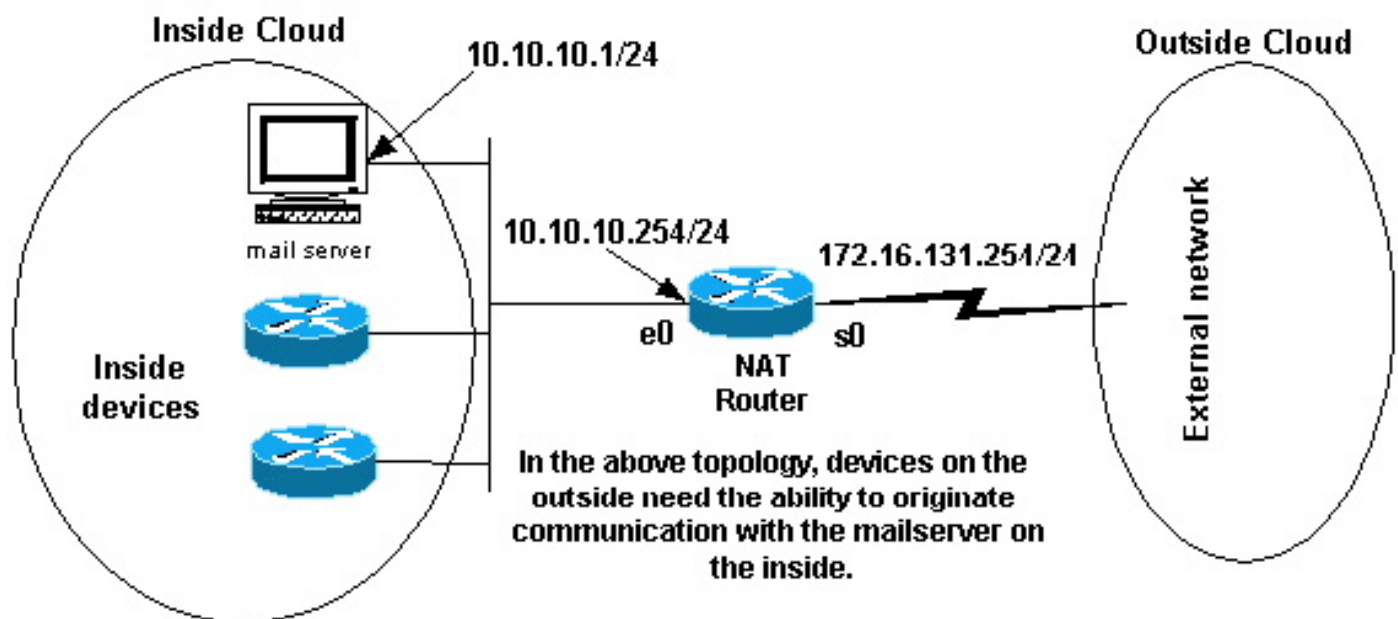 Inside Cloud
10.10.10.1/24
Outside Cloud
mail server
10.10.10.254/24
172.16.131.254/24
e0
s0
NAT
Router
Inside
devices
External network
In the above topology, devices on the
outside need the ability to originate
communication with the mailserver on
the inside.